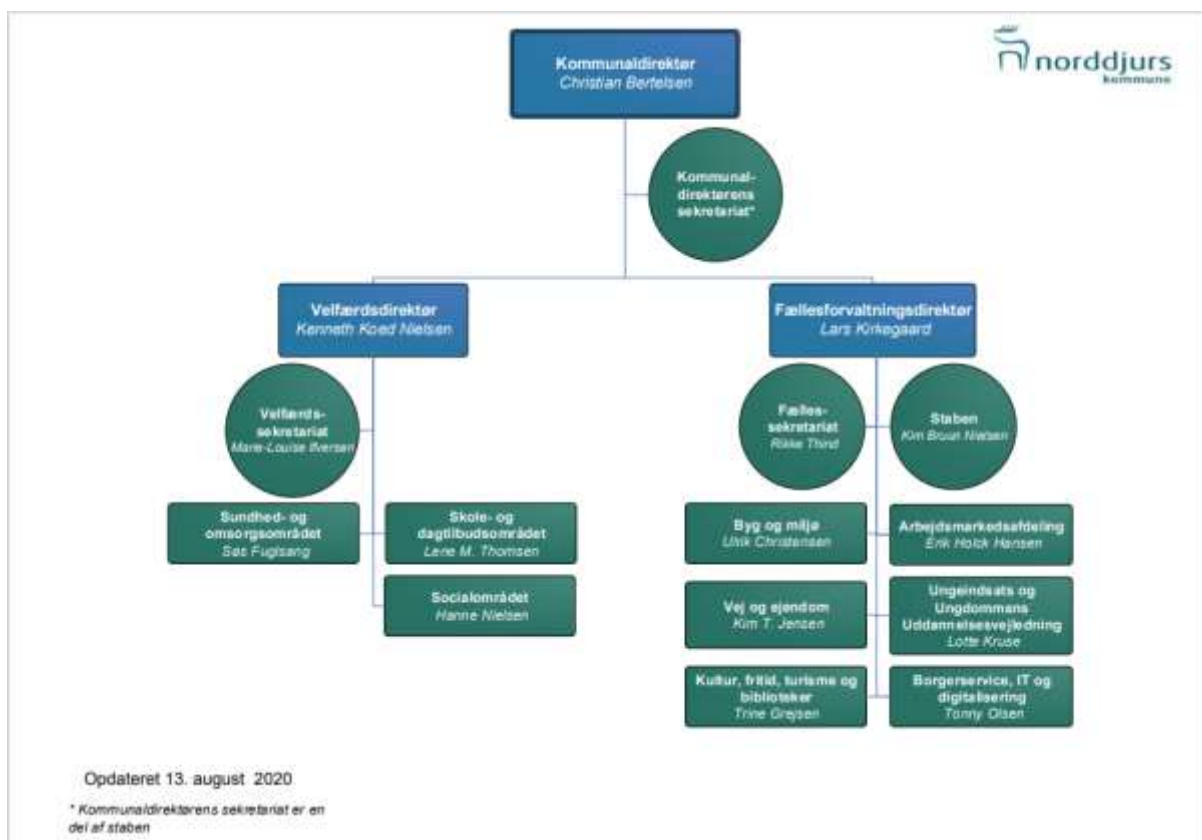 norddjurs
kommune
Kommunaldirektør
Christian Bertelsen
Kommunal-
direktørens
sekretariat*
Velfærdsdirektør
Kenneth Koed Nielsen
Fællesforvaltningsdirektør
Lars Kirkegaard
Velfærds-
sekretariat
Marie-Louise Ilversen
Fælles-
sekretariat
Rikke Thind
Staben
Kim Bruun Nielsen
Sundhed- og
omsorgsområdet
Søs Fuglsang
Skole- og
dagtilbudsområdet
Lene M. Thomsen
Socialområdet
Hanne Nielsen
Byg og miljø
Ulrik Christensen
Arbejdsmarkedsafdeling
Erik Holck Hansen
Vej og ejendom
Kim T. Jensen
Ungeindsats og
Ungdommens
Uddannelsesvejledning
Lotte Kruse
Kultur, fritid, turisme og
biblioteker
Trine Grejsen
Borgerservice, IT og
digitalisering
Tonny Olsen
Opdateret 13. august 2020
* Kommunaldirektørens sekretariat er en
del af staben